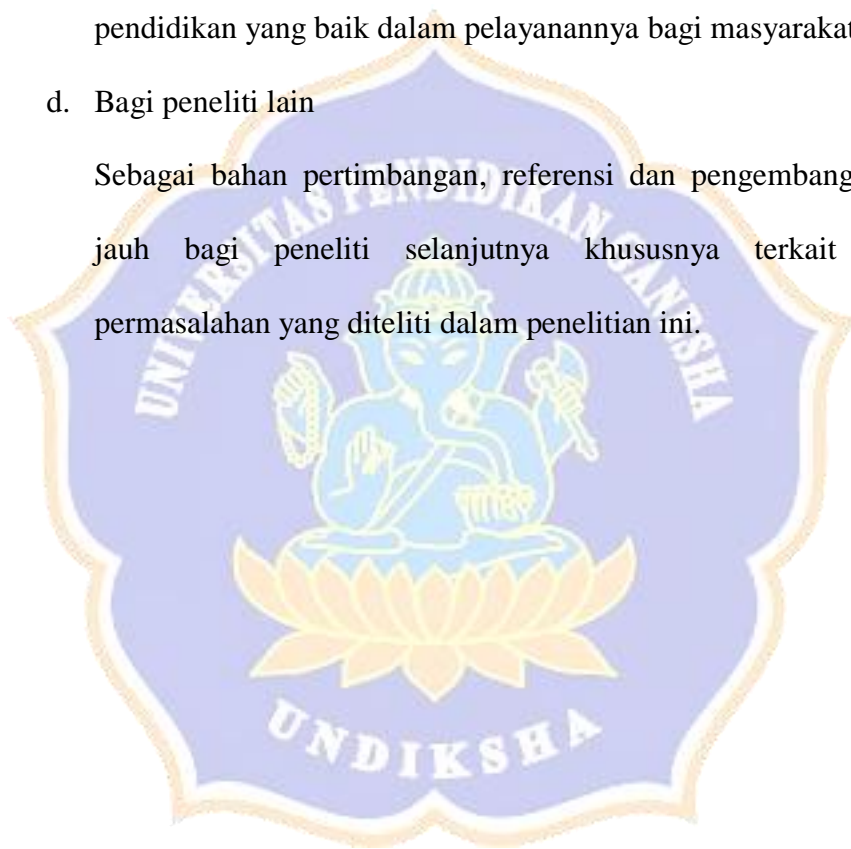 pendidikan yang baik dalam pelayanannya bagi masyarakat
d. Bagi peneliti lain
Sebagai bahan pertimbangan, referensi dan pengembang
jauh bagi peneliti selanjutnya khususnya terkait
permasalahan yang diteliti dalam penelitian ini.
UNIVERSITAS PENDIDIKAN GANESHA
UNDIKSHA